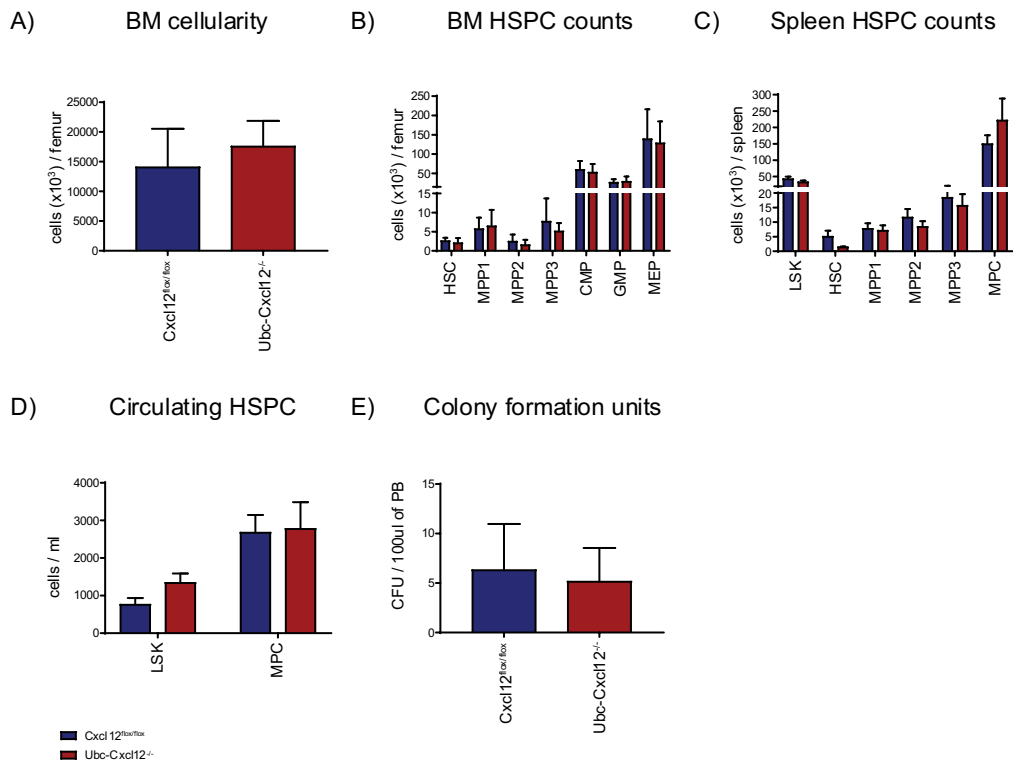 A) BM cellularity
B) BM HSPC counts
C) Spleen HSPC counts
cells (x10³) / femur
25000
20000
15000
10000
5000
0
Cxcl12flox/flox
Ubc-Cxcl12-/-
cells (x10³) / femur
250
200
150
100
50
15
10
5
0
HSC
MPP1
MPP2
MPP3
CMP
GMP
MEP
cells (x10³) / spleen
300
250
200
150
100
50
20
15
10
5
0
LSK
HSC
MPP1
MPP2
MPP3
MPC
D) Circulating HSPC
E) Colony formation units
cells / ml
4000
3000
2000
1000
0
LSK
MPC
CFU / 100ul of PB
15
10
5
0
Cxcl12flox/flox
Ubc-Cxcl12-/-
Cxcl12flox/flox
Ubc-Cxcl12-/-